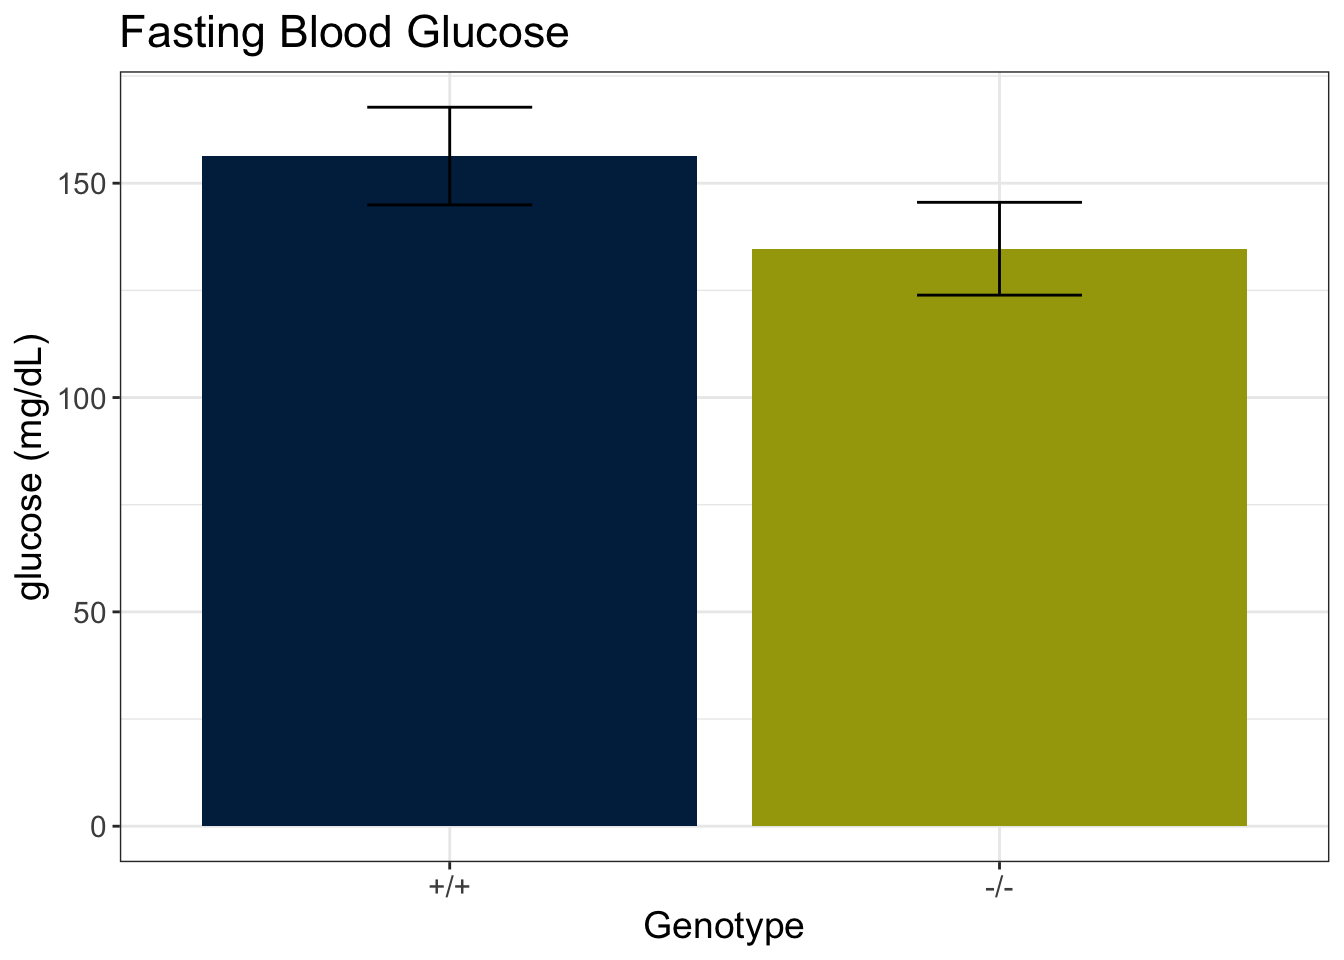 Fasting Blood Glucose
glucose (mg/dL)
150
100
50
0
+/+
-/-
Genotype